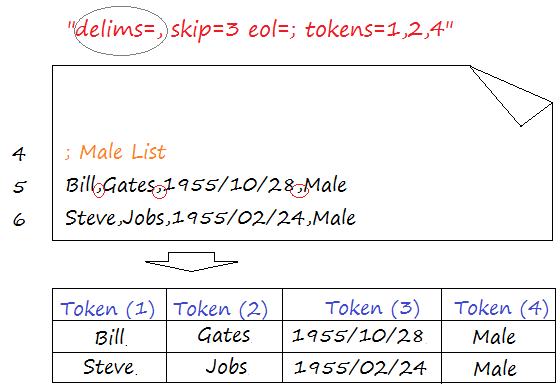 "delims=, skip=3 eol=; tokens=1,2,4"
4 ; Male List
5 Bill,Gates,1955/10/28,Male
6 Steve,Jobs,1955/02/24,Male
Token (1) Token (2) Token (3) Token (4)
Bill. Gates 1955/10/28 Male
Steve. Jobs 1955/02/24 Male